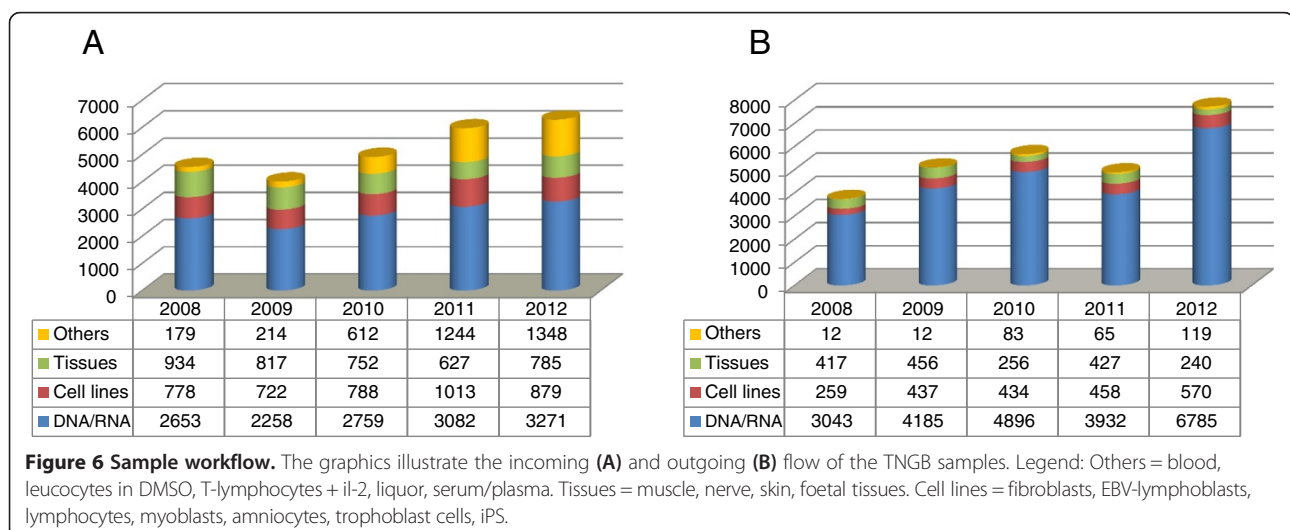 A
7000
6000
5000
4000
3000
2000
1000
0
2008 2009 2010 2011 2012
Others 179 214 612 1244 1348
Tissues 934 817 752 627 785
Cell lines 778 722 788 1013 879
DNA/RNA 2653 2258 2759 3082 3271
B
8000
7000
6000
5000
4000
3000
2000
1000
0
2008 2009 2010 2011 2012
Others 12 12 83 65 119
Tissues 417 456 256 427 240
Cell lines 259 437 434 458 570
DNA/RNA 3043 4185 4896 3932 6785
Figure 6 Sample workflow. The graphics illustrate the incoming (A) and outgoing (B) flow of the TNGB samples. Legend: Others = blood,
leucocytes in DMSO, T-lymphocytes + il-2, liquor, serum/plasma. Tissues = muscle, nerve, skin, foetal tissues. Cell lines = fibroblasts, EBV-lymphoblasts,
lymphocytes, myoblasts, amniocytes, trophoblast cells, iPS.